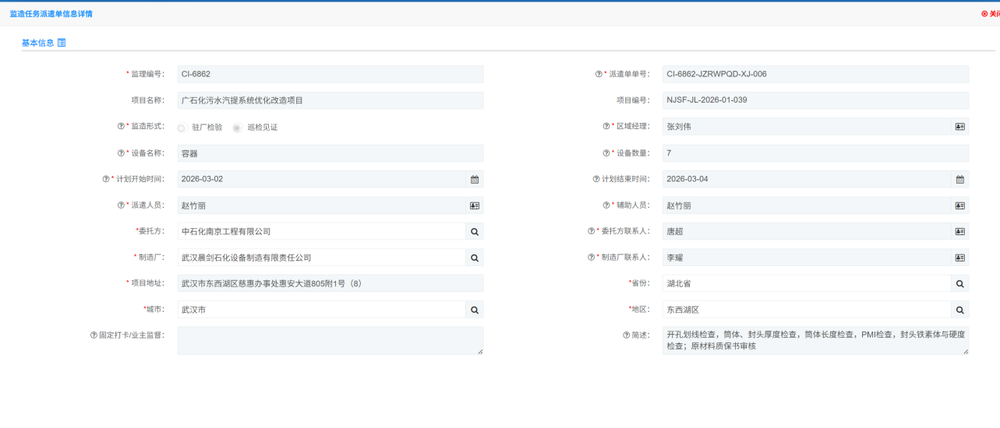 监造任务派遣单信息详情
关闭
基本信息
* 监理编号： CI-6862
* 派遣单单号： CI-6862-JZRWPQD-XJ-006
项目名称： 广石化污水汽提系统优化改造项目
项目编号： NJSF-JL-2026-01-039
* 监造形式： 驻厂检验 巡检见证
* 区域经理： 张刘伟
* 设备名称： 容器
* 设备数量： 7
* 计划开始时间： 2026-03-02
计划结束时间： 2026-03-04
* 派遣人员： 赵竹丽
* 辅助人员： 赵竹丽
*委托方： 中石化南京工程有限公司
* 委托方联系人： 唐超
* 制造厂： 武汉晨剑石化设备制造有限责任公司
* 制造厂联系人： 李耀
* 项目地址： 武汉市东西湖区慈惠办事处惠安大道805附1号（8）
*省份： 湖北省
*城市： 武汉市
*地区： 东西湖区
固定打卡/业主监督：
简述： 开孔划线检查，筒体、封头厚度检查，筒体长度检查，PMI检查，封头铁素体与硬度
检查；原材料质保书审核